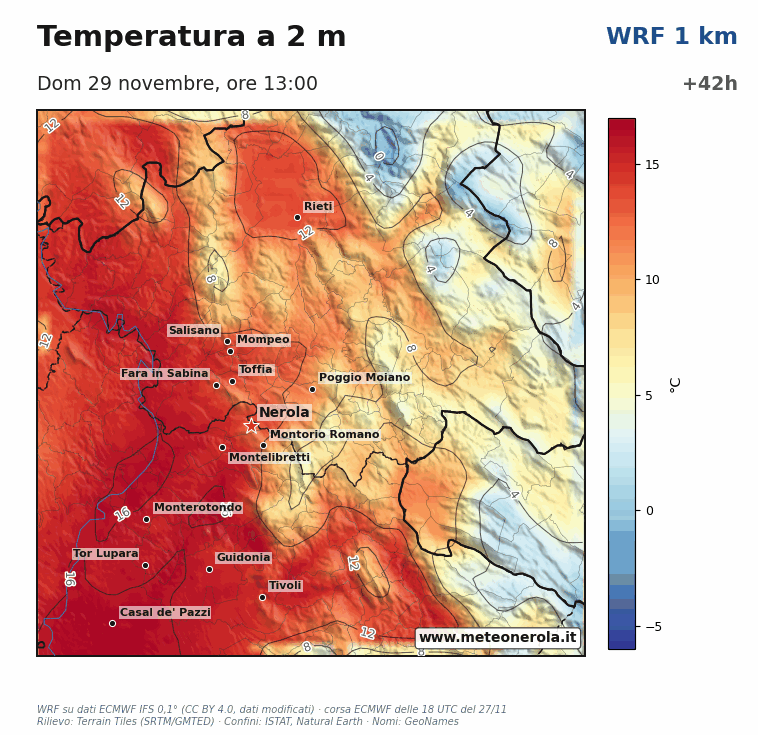 Temperatura a 2 m
WRF 1 km
Dom 29 novembre, ore 13:00
+42h
12
8
0
4
4
4
12
Rieti
12
8
4
8
4
12
Salisano
Mompeo
8
Fara in Sabina
Toffia
Poggio Moiano
Nerola
Montorio Romano
Montelibretti
4
16
Monterotondo
Tor Lupara
Guidonia
12
16
Tivoli
Casal de' Pazzi
12
8
8
www.meteonerola.it
15
10
5
0
−5
°C
WRF su dati ECMWF IFS 0,1° (CC BY 4.0, dati modificati) · corsa ECMWF delle 18 UTC del 27/11
Rilievo: Terrain Tiles (SRTM/GMTED) · Confini: ISTAT, Natural Earth · Nomi: GeoNames